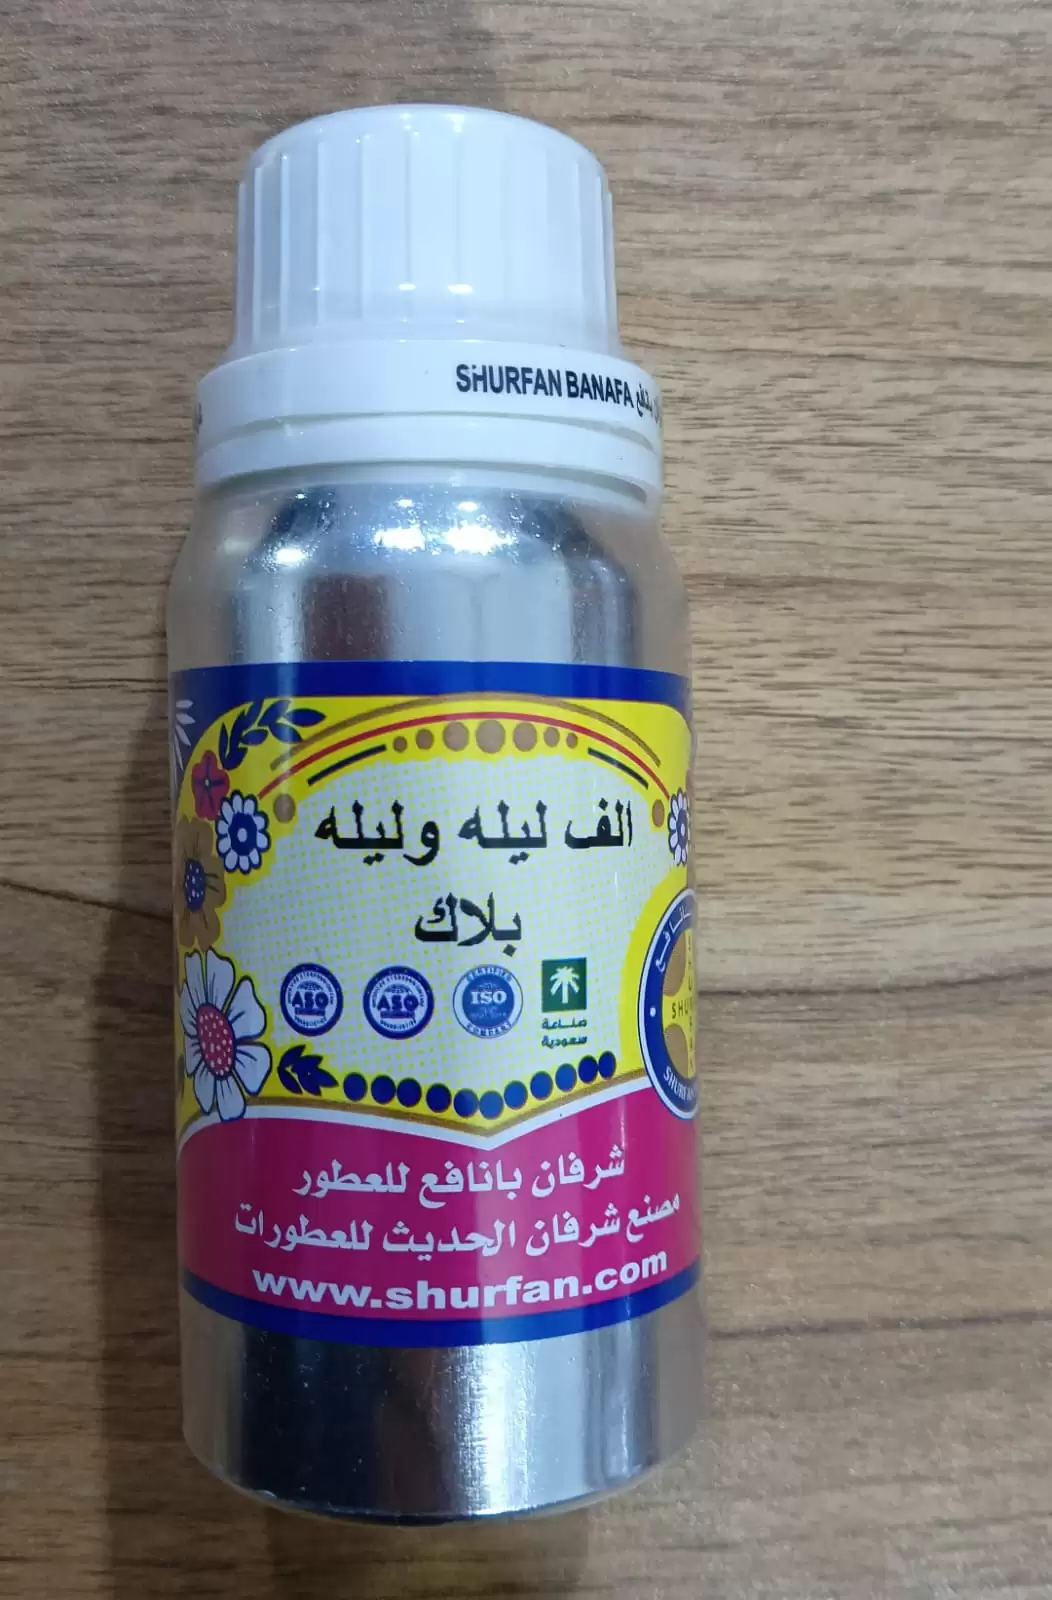 SHURFAN BANAFA
الف ليله وليله
بلاك
ISO
صناعة
سعودية
شرفان بانافع للعطور
مصنع شرفان الحديث للعطورات
www.shurfan.com